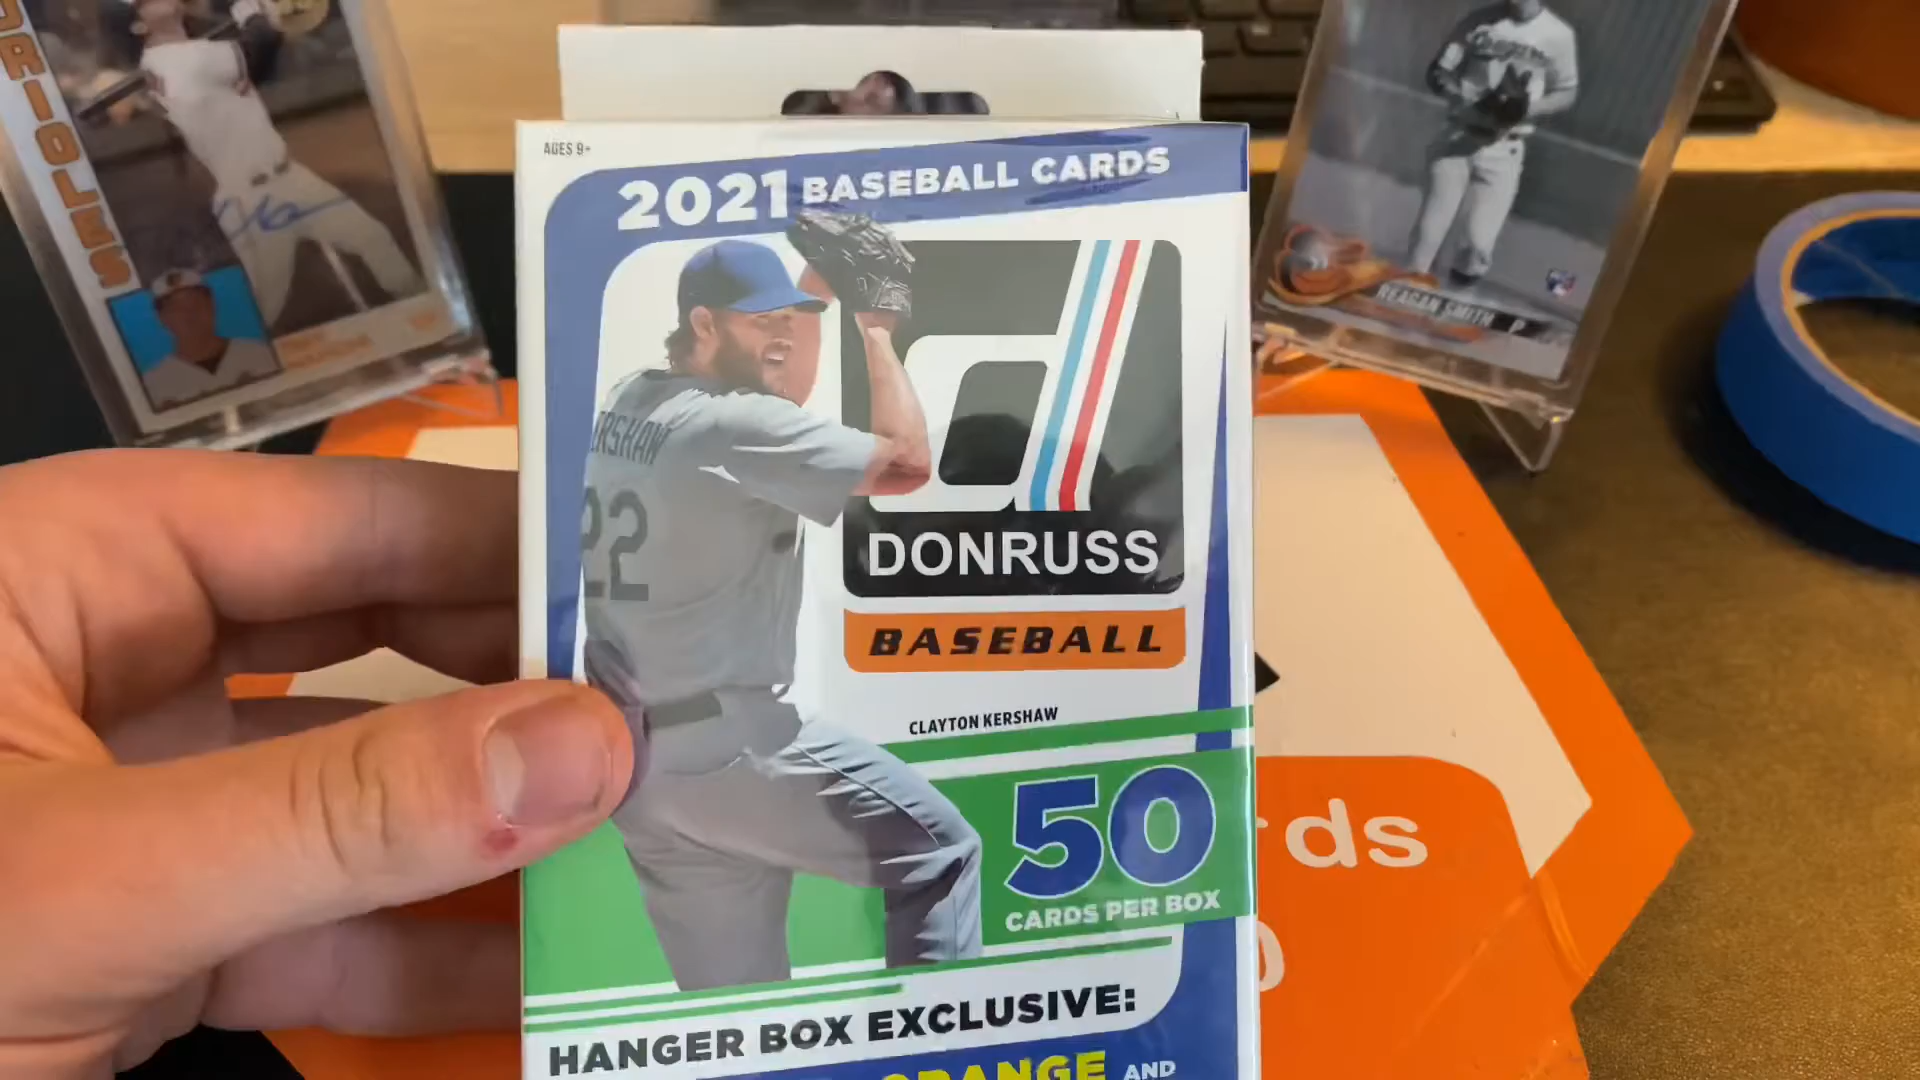 ORIOLES
AGES 9+
2021 BASEBALL CARDS
ERSHAW
22
DONRUSS
BASEBALL
CLAYTON KERSHAW
50
CARDS PER BOX
HANGER BOX EXCLUSIVE:
ORANGE AND
REAGAN SMITH P
rds